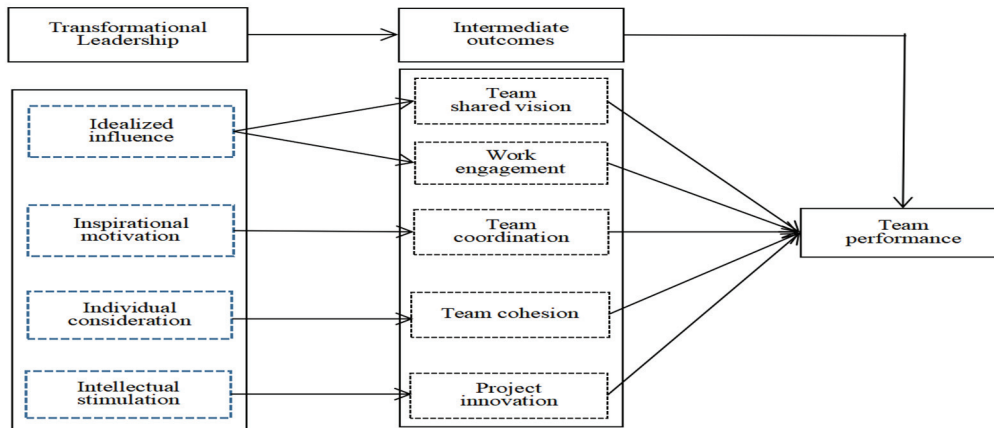 Transformational
Leadership
Intermediate
outcomes
Idealized
influence
Inspirational
motivation
Individual
consideration
Intellectual
stimulation
Team
shared vision
Work
engagement
Team
coordination
Team cohesion
Project
innovation
Team
performance